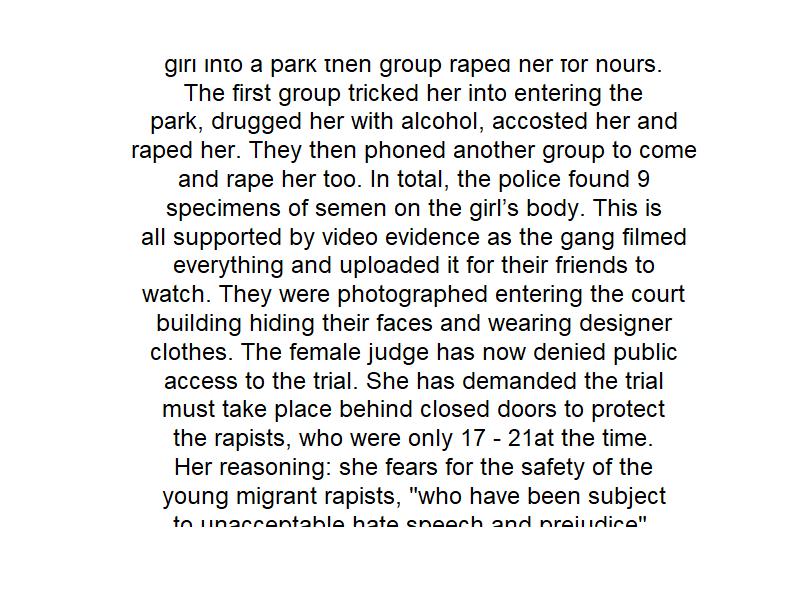 girl into a park then group raped her for hours.
The first group tricked her into entering the
park, drugged her with alcohol, accosted her and
raped her. They then phoned another group to come
and rape her too. In total, the police found 9
specimens of semen on the girl’s body. This is
all supported by video evidence as the gang filmed
everything and uploaded it for their friends to
watch. They were photographed entering the court
building hiding their faces and wearing designer
clothes. The female judge has now denied public
access to the trial. She has demanded the trial
must take place behind closed doors to protect
the rapists, who were only 17 - 21at the time.
Her reasoning: she fears for the safety of the
young migrant rapists, "who have been subject
to unacceptable hate speech and prejudice"